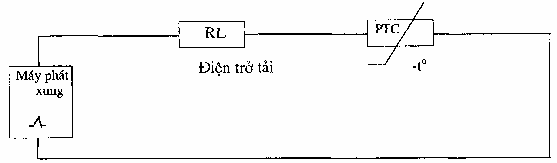 RL
PTC
Máy phát
xung
Điện trở tải
-t°